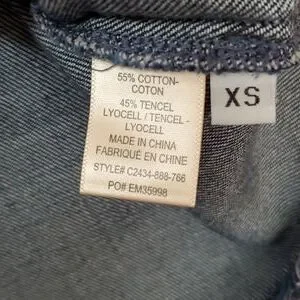 55% COTTON-
COTON
45% TENCEL
LYOCELL / TENCEL -
LYOCELL
MADE IN CHINA
FABRIQUÉ EN CHINE
STYLE# C2434-888-766
PO# EM35998
XS